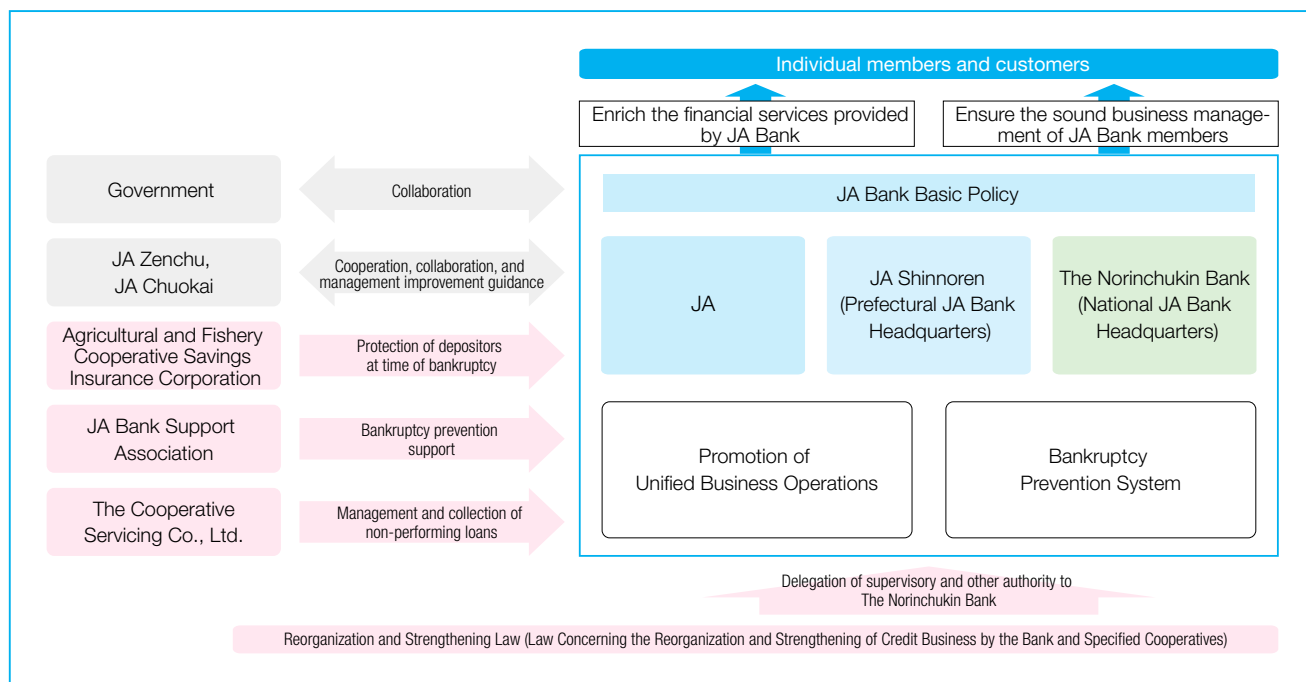 Individual members and customers
Enrich the financial services provided
by JA Bank
Ensure the sound business manage-
ment of JA Bank members
Government
Collaboration
JA Bank Basic Policy
JA Zenchu,
JA Chuokai
Cooperation, collaboration, and
management improvement guidance
JA
JA Shinnoren
(Prefectural JA Bank
Headquarters)
The Norinchukin Bank
(National JA Bank
Headquarters)
Agricultural and Fishery
Cooperative Savings
Insurance Corporation
Protection of depositors
at time of bankruptcy
JA Bank Support
Association
Bankruptcy prevention
support
Promotion of
Unified Business Operations
Bankruptcy
Prevention System
The Cooperative
Servicing Co., Ltd.
Management and collection of
non-performing loans
Delegation of supervisory and other authority to
The Norinchukin Bank
Reorganization and Strengthening Law (Law Concerning the Reorganization and Strengthening of Credit Business by the Bank and Specified Cooperatives)